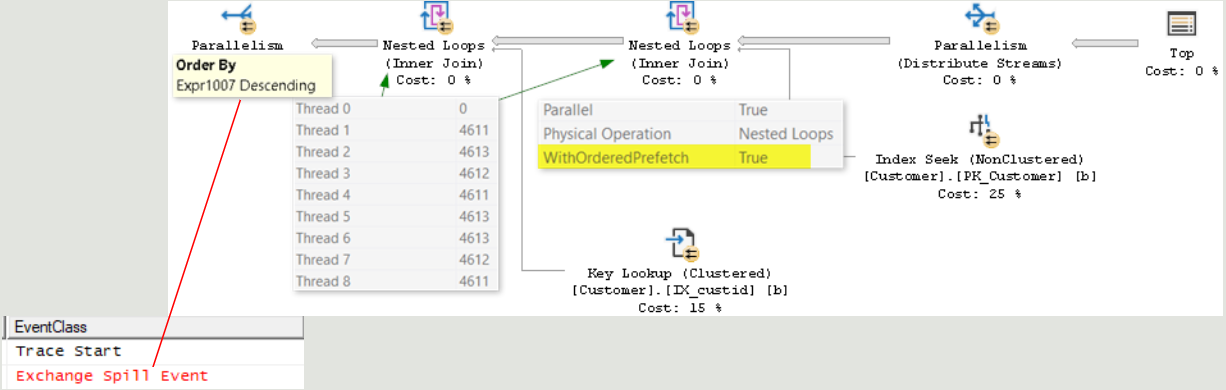 Parallelism
Order By
Expr1007 Descending
Nested Loops
(Inner Join)
Cost: 0 %
Nested Loops
(Inner Join)
Cost: 0 %
Parallelism
(Distribute Streams)
Cost: 0 %
Top
Cost: 0 %
Thread 0 0
Thread 1 4611
Thread 2 4613
Thread 3 4612
Thread 4 4611
Thread 5 4613
Thread 6 4613
Thread 7 4612
Thread 8 4611
Parallel True
Physical Operation Nested Loops
WithOrderedPrefetch True
Index Seek (NonClustered)
[Customer].[PK_Customer] [b]
Cost: 25 %
Key Lookup (Clustered)
[Customer].[IX_custid] [b]
Cost: 15 %
EventClass
Trace Start
Exchange Spill Event